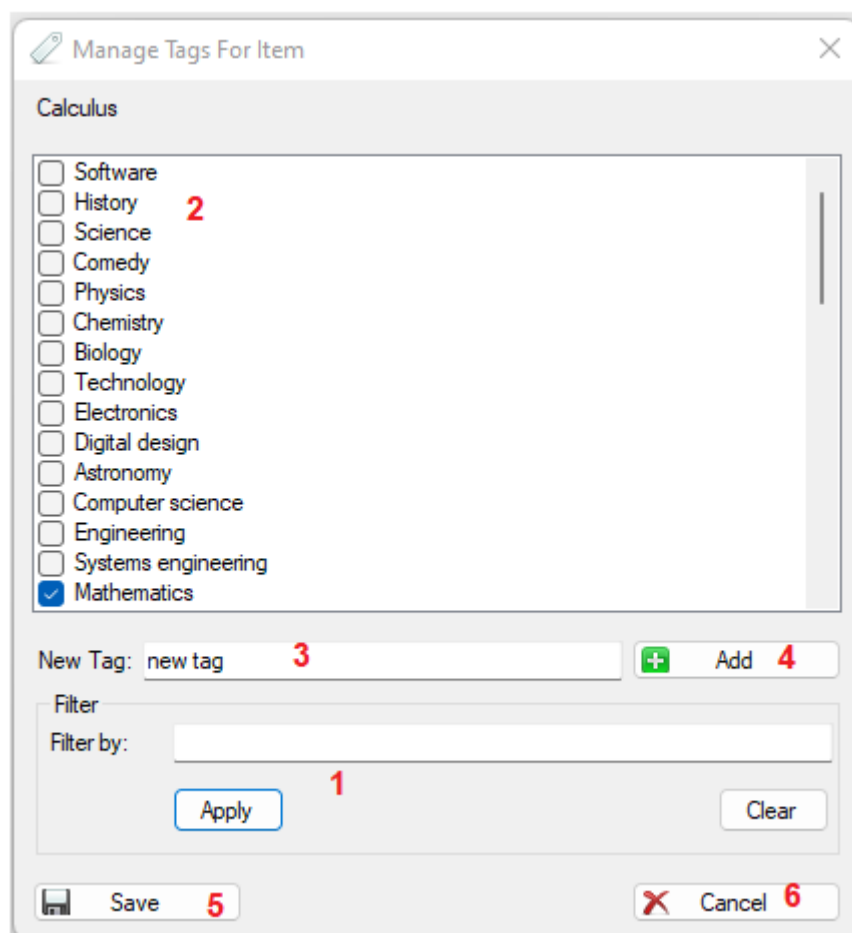 Manage Tags For Item
Calculus
Software
History 2
Science
Comedy
Physics
Chemistry
Biology
Technology
Electronics
Digital design
Astronomy
Computer science
Engineering
Systems engineering
Mathematics
New Tag: new tag 3 Add 4
Filter
Filter by:
1
Apply Clear
Save 5 Cancel 6